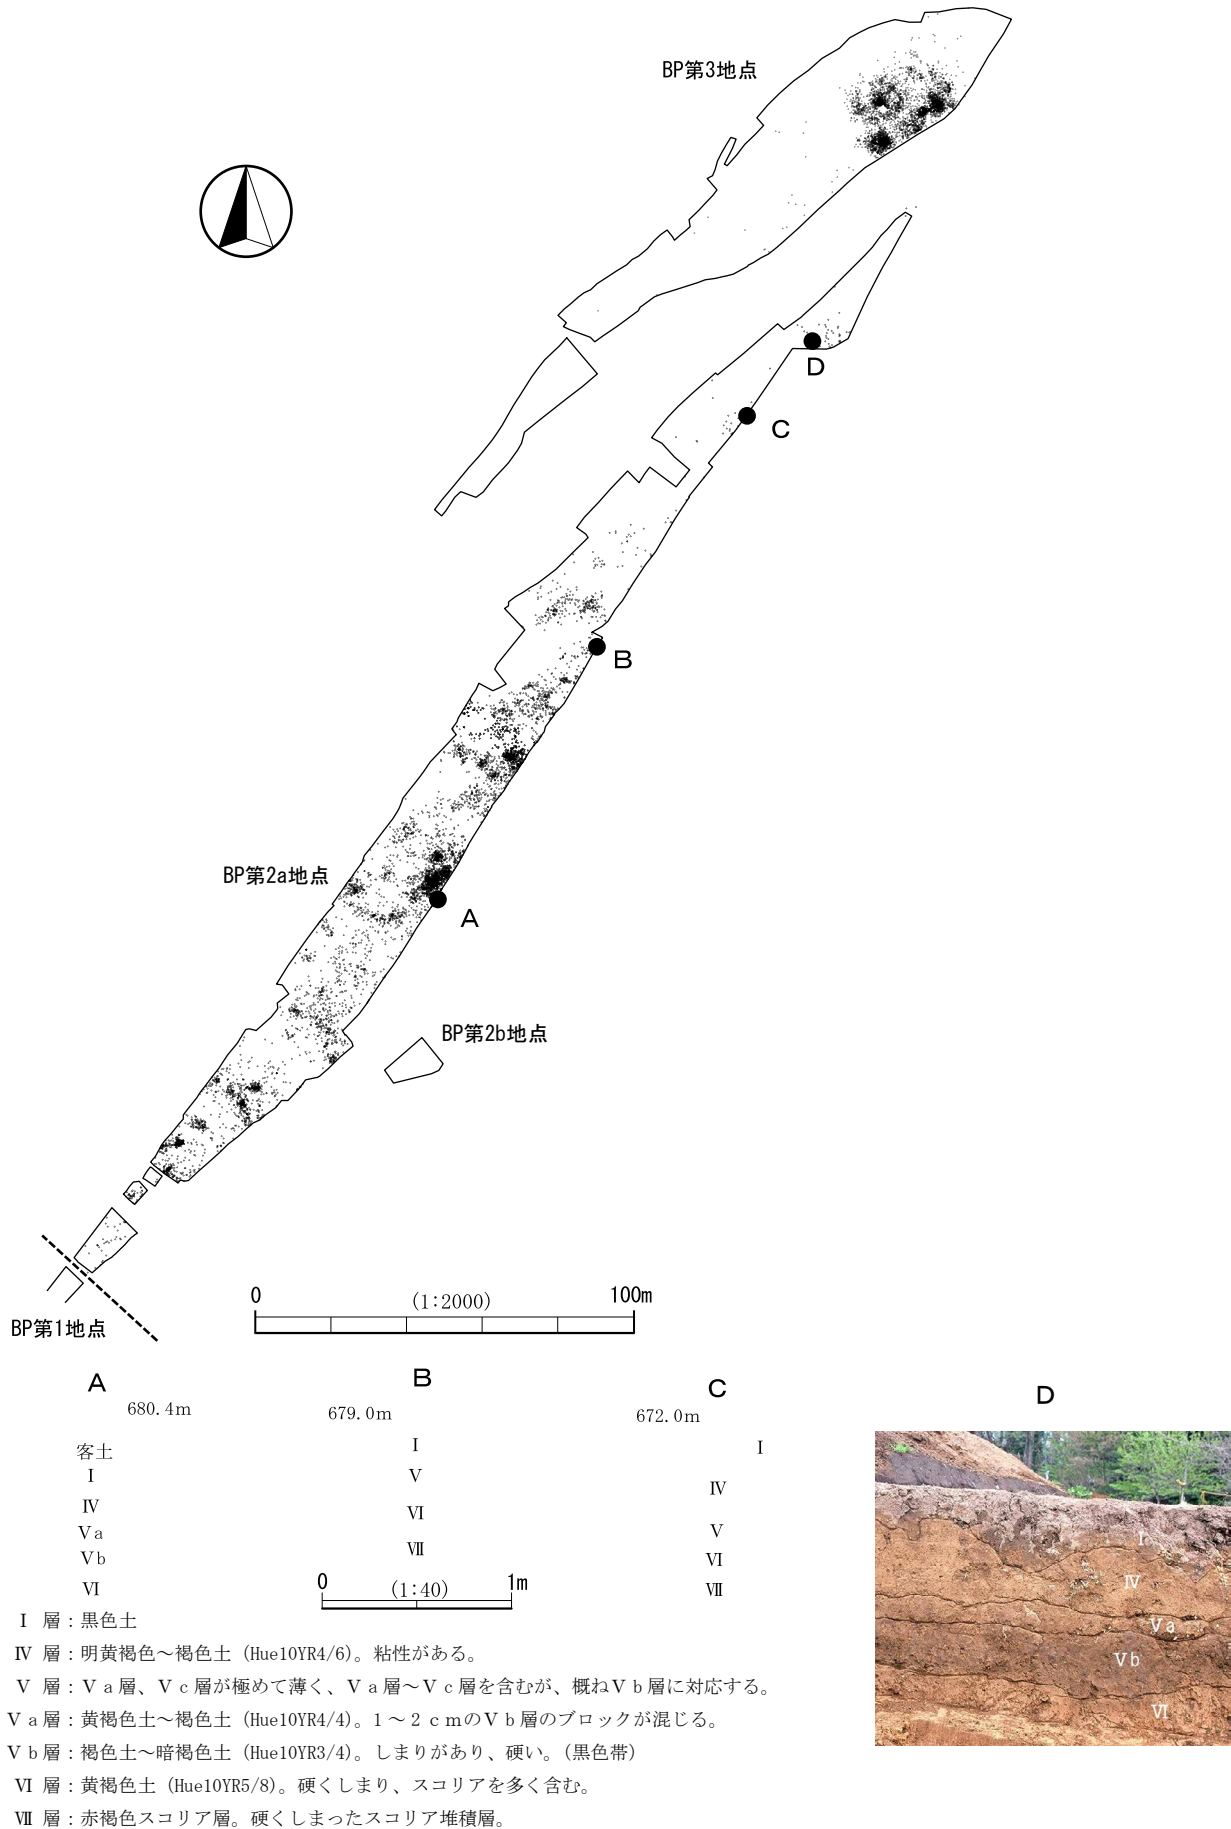 BP第3地点
D
C
B
BP第2a地点
A
BP第2b地点
BP第1地点
0 (1:2000) 100m
A
680.4m
客土
Ⅰ
Ⅳ
Ⅴa
Ⅴb
Ⅵ
B
679.0m
Ⅰ
Ⅴ
Ⅵ
Ⅶ
0 (1:40) 1m
C
672.0m
Ⅰ
Ⅳ
Ⅴ
Ⅵ
Ⅶ
D
Ⅰ
Ⅳ
Ⅴa
Ⅴb
Ⅵ
Ⅰ 層：黒色土
Ⅳ 層：明黄褐色～褐色土（Hue10YR4/6）。粘性がある。
Ⅴ 層：Ⅴa層、Ⅴc層が極めて薄く、Ⅴa層～Ⅴc層を含むが、概ねⅤb層に対応する。
Ⅴa層：黄褐色土～褐色土（Hue10YR4/4）。1～2cmのⅤb層のブロックが混じる。
Ⅴb層：褐色土～暗褐色土（Hue10YR3/4）。しまりがあり、硬い。（黒色帯）
Ⅵ 層：黄褐色土（Hue10YR5/8）。硬くしまり、スコリアを多く含む。
Ⅶ 層：赤褐色スコリア層。硬くしまったスコリア堆積層。